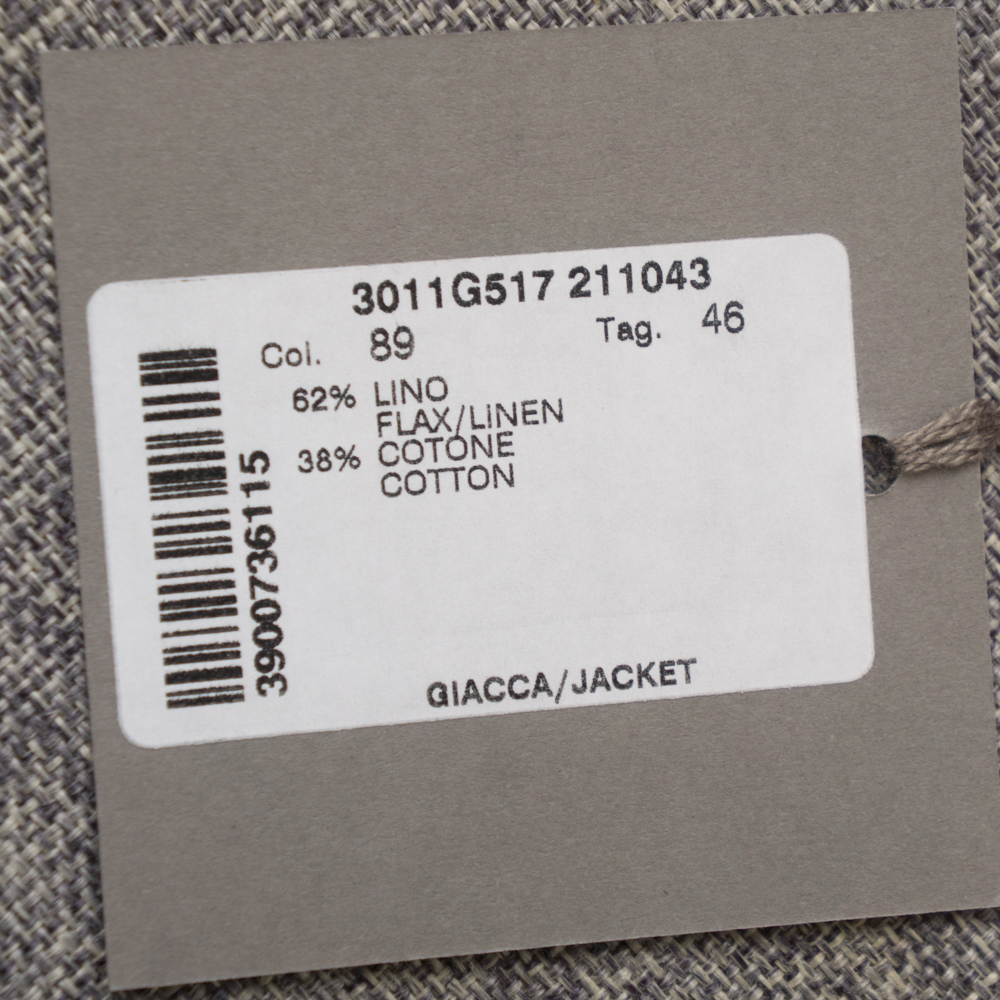 3011G517 211043
Col. 89 Tag. 46
62% LINO
FLAX/LINEN
38% COTONE
COTTON
3900736115
GIACCA/JACKET